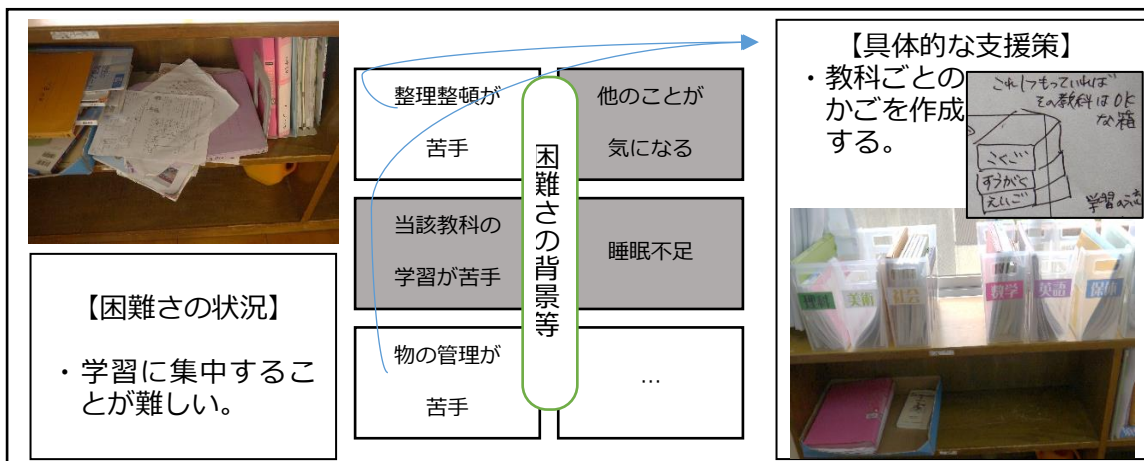 【困難さの状況】
・学習に集中するこ
とが難しい。
整理整頓が
苦手
他のことが
気になる
当該教科の
学習が苦手
睡眠不足
物の管理が
苦手
…
困難さの背景等
【具体的な支援策】
・教科ごとの
かごを作成
する。
これ1つもっていれば
その教科はOK
な箱
こくご
すうがく
えいご
理科
美術
社会
数学
英語
保体